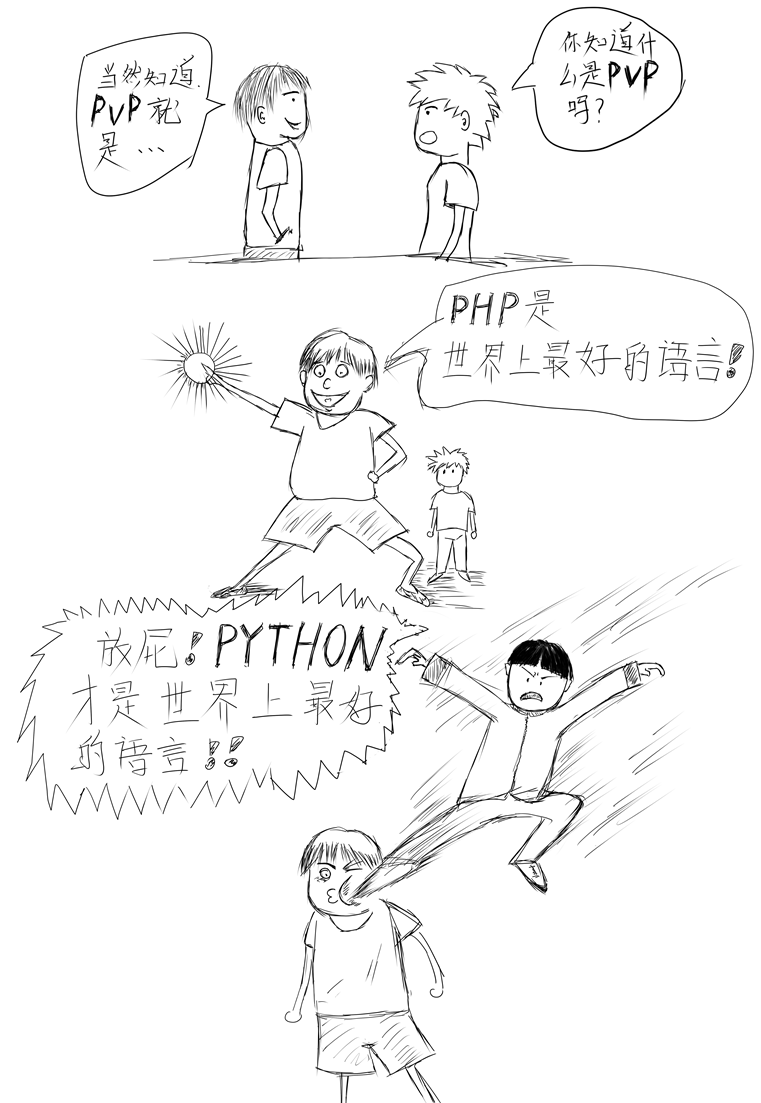 你知道什
么是PVP
吗?
当然知道.
PVP就
是...
PHP是
世界上最好的语言!
放屁!PYTHON
才是世界上最好
的语言!!